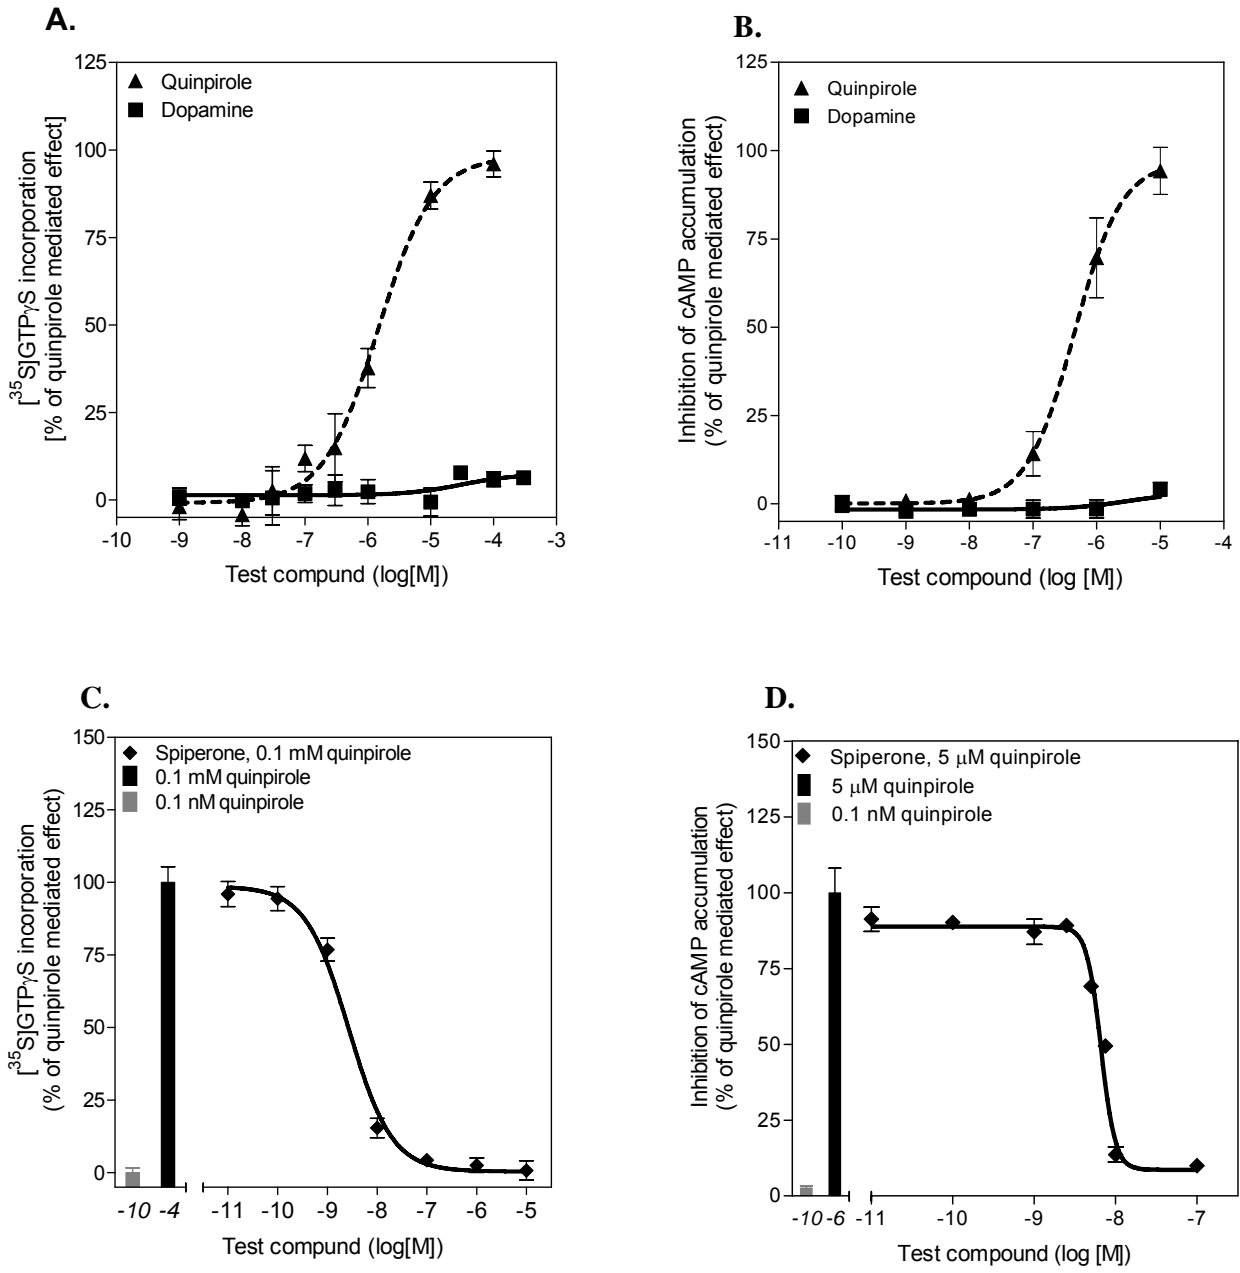 A.
125
100
75
50
25
0
[³⁵S]GTPγS incorporation
[% of quinpirole mediated effect]
Quinpirole
Dopamine
-10 -9 -8 -7 -6 -5 -4 -3
Test compund (log[M])
B.
125
100
75
50
25
0
Inhibition of cAMP accumulation
(% of quinpirole mediated effect)
Quinpirole
Dopamine
-11 -10 -9 -8 -7 -6 -5 -4
Test compound (log [M])
C.
150
125
100
75
50
25
0
[³⁵S]GTPγS incorporation
(% of quinpirole mediated effect)
Spiperone, 0.1 mM quinpirole
0.1 mM quinpirole
0.1 nM quinpirole
-10 -4 -11 -10 -9 -8 -7 -6 -5
Test compund (log[M])
D.
150
125
100
75
50
25
0
Inhibition of cAMP accumulation
(% of quinpirole mediated effect)
Spiperone, 5 μM quinpirole
5 μM quinpirole
0.1 nM quinpirole
-10 -6 -11 -10 -9 -8 -7
Test compound (log [M])